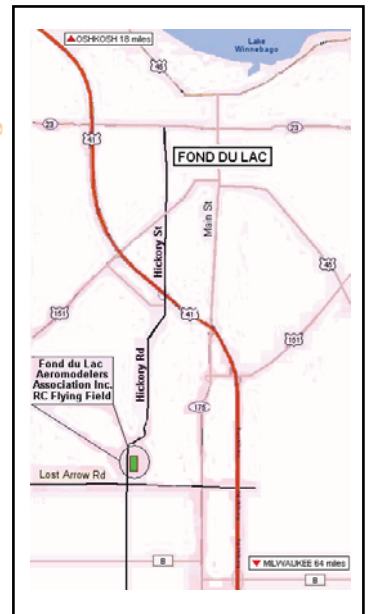 ▲OSHKOSH 18 miles
Lake
Winnebago
45
23
23
41
FOND DU LAC
Hickory St
Main St
45
151
41
151
Fond du Lac
Aeromodelers
Association Inc.
RC Flying Field
Hickory Rd
175
Lost Arrow Rd
B
▼ MILWAUKEE 64 miles
B